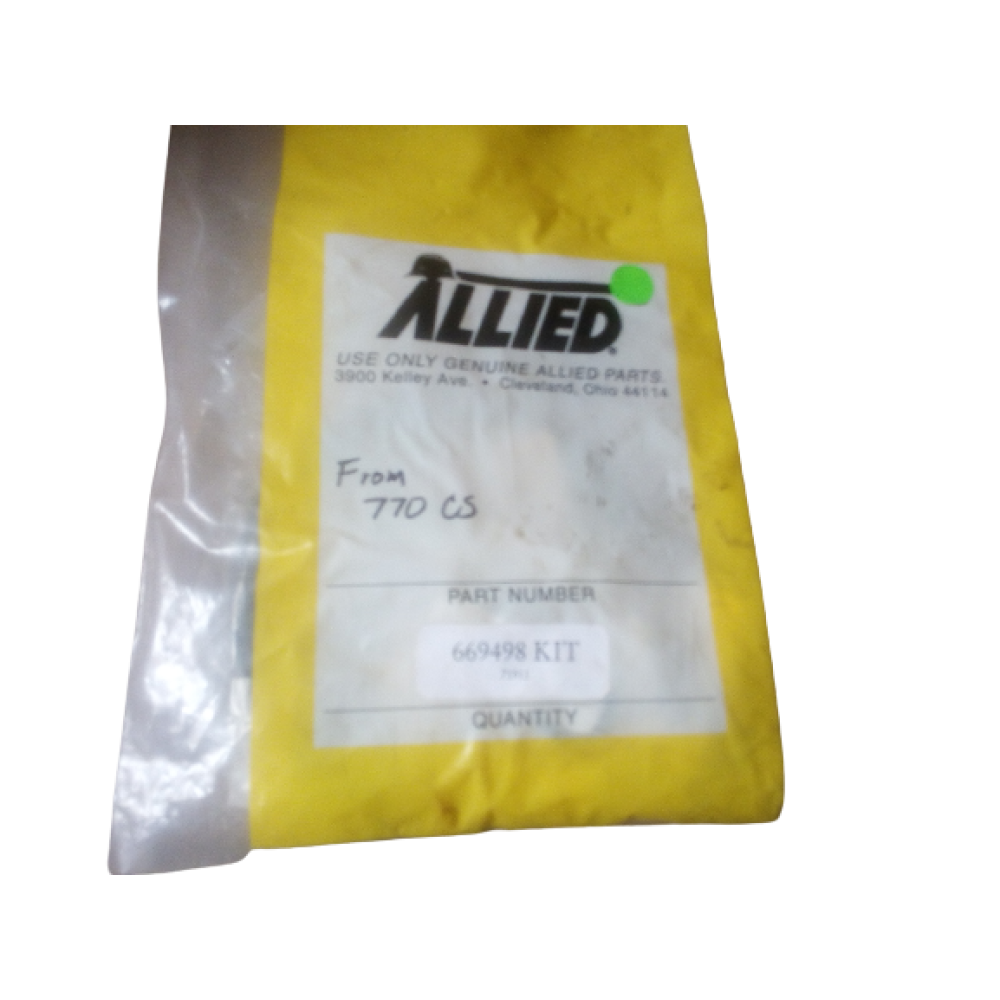 ALLIED®
USE ONLY GENUINE ALLIED PARTS.
3900 Kelley Ave. • Cleveland, Ohio 44114
From
770 CS
PART NUMBER
669498 KIT
QUANTITY